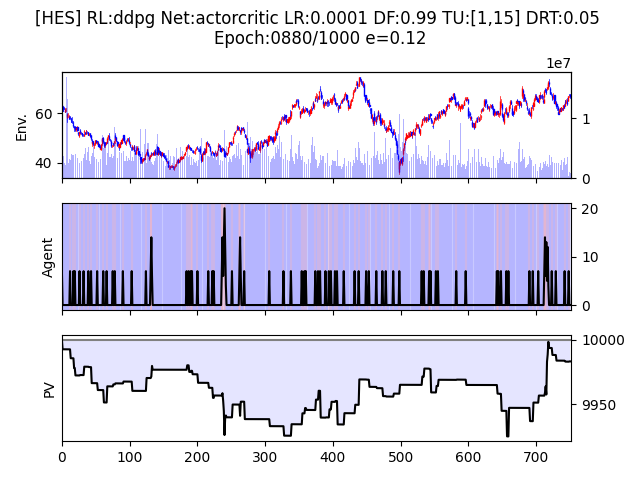 [HES] RL:ddpg Net:actorcritic LR:0.0001 DF:0.99 TU:[1,15] DRT:0.05
Epoch:0880/1000 e=0.12
1e7
Env.
60
40
1
0
Agent
20
10
0
PV
10000
9950
0 100 200 300 400 500 600 700